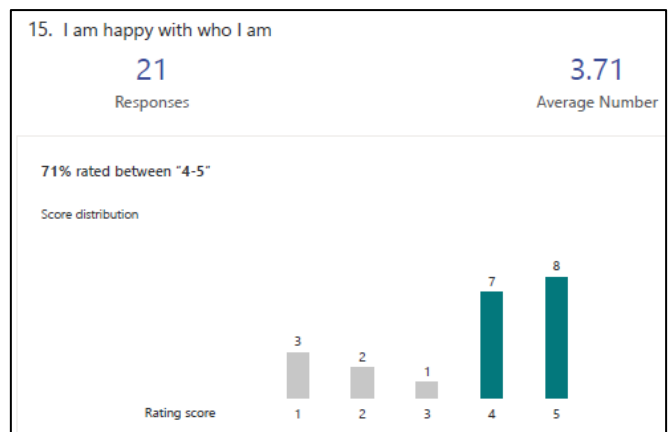 15. I am happy with who I am
21 3.71
Responses Average Number
71% rated between "4-5"
Score distribution
8
7
3
2
1
Rating score 1 2 3 4 5